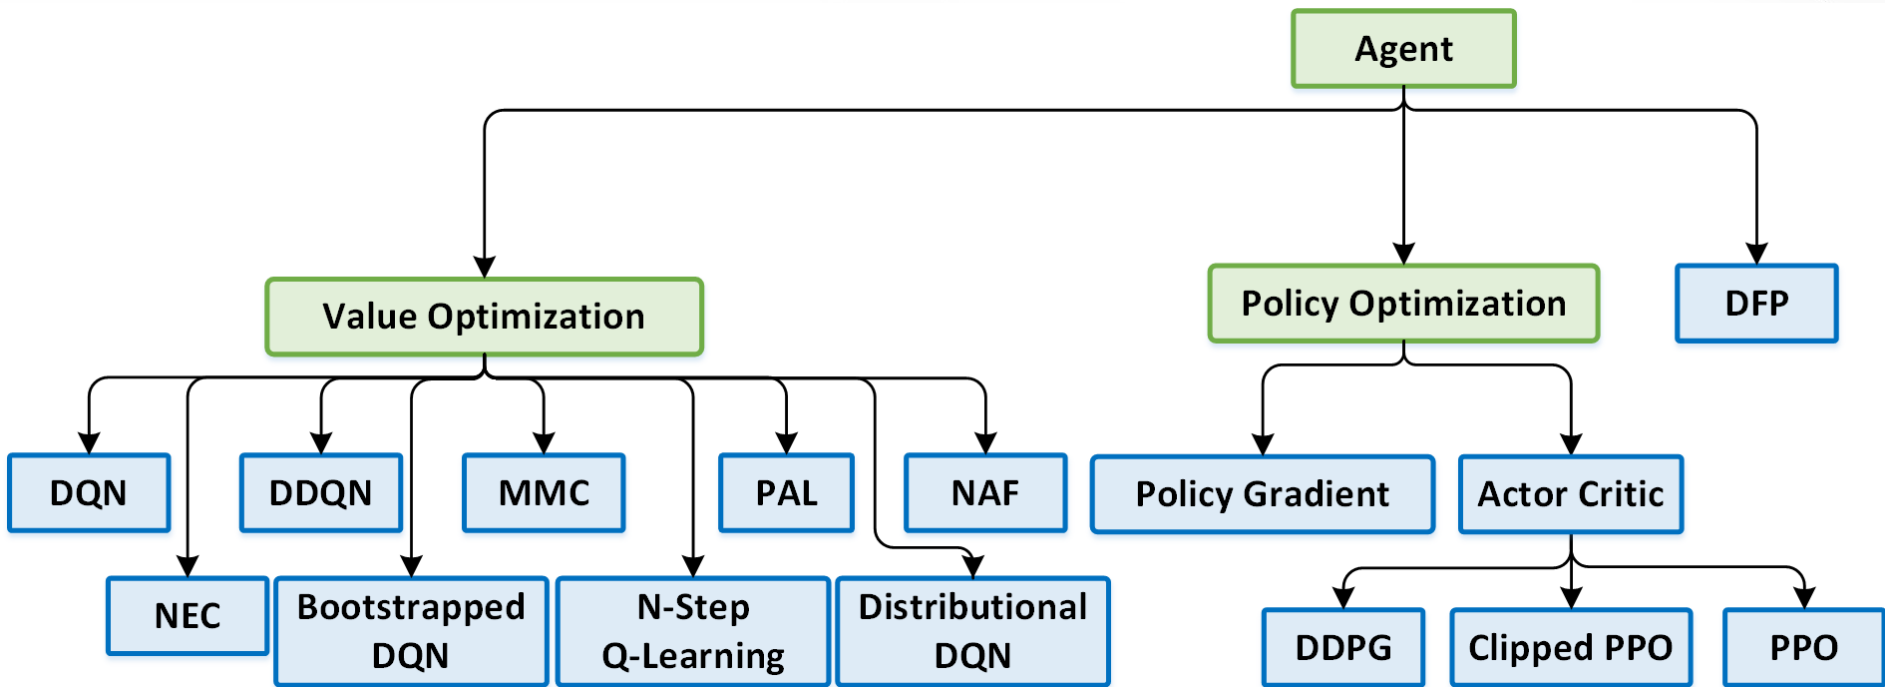 Agent
Value Optimization
Policy Optimization
DFP
DQN
DDQN
MMC
PAL
NAF
Policy Gradient
Actor Critic
NEC
Bootstrapped
DQN
N-Step
Q-Learning
Distributional
DQN
DDPG
Clipped PPO
PPO